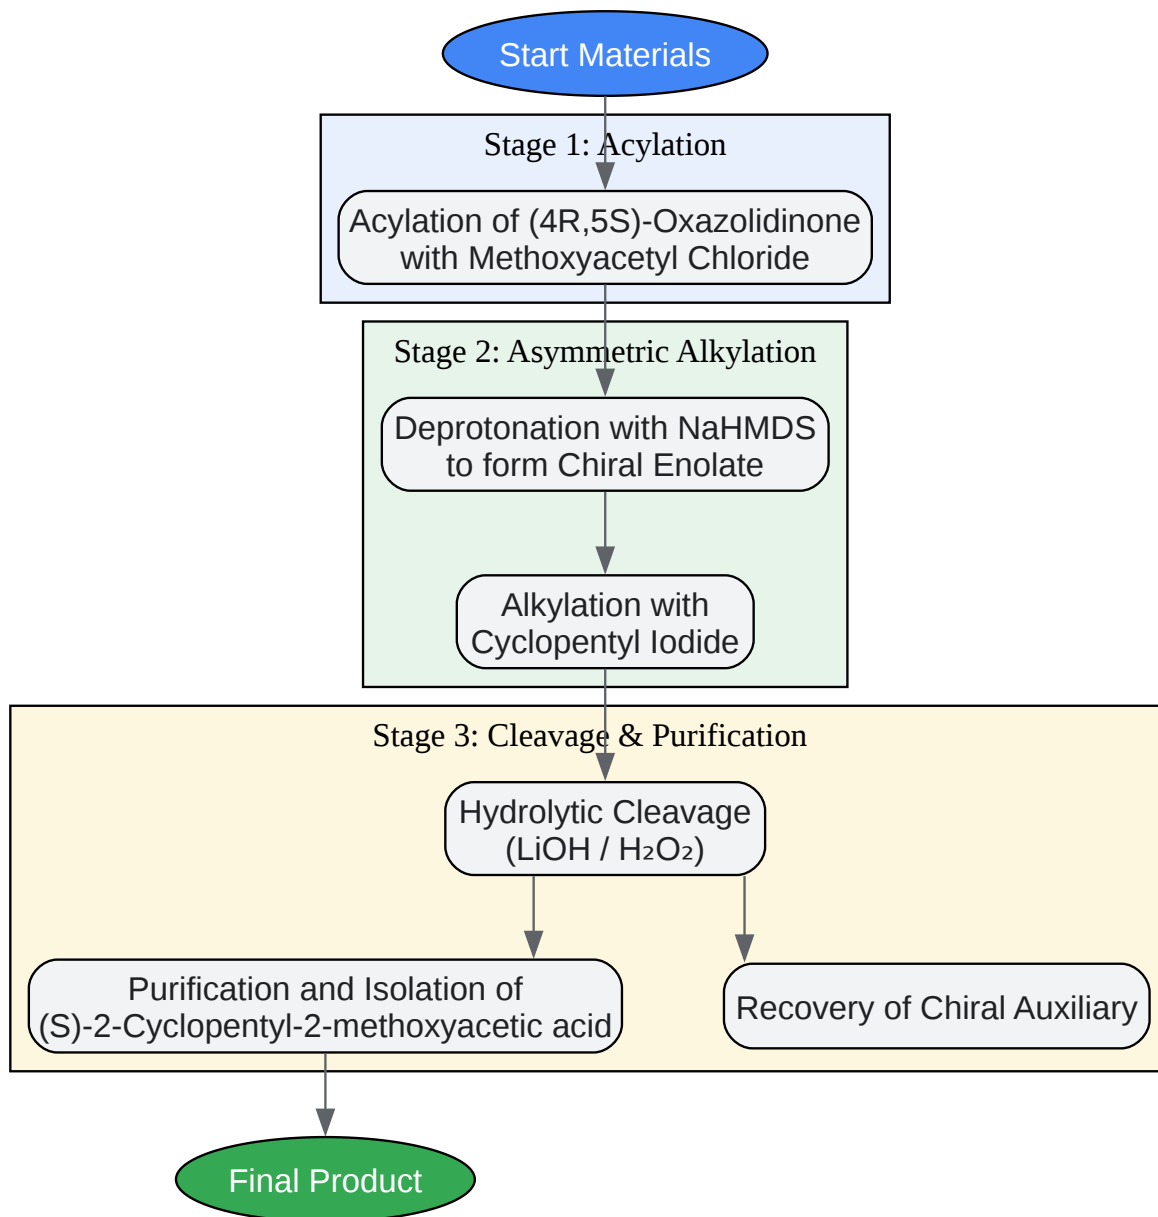 Start Materials
Stage 1: Acylation
Acylation of (4R,5S)-Oxazolidinone
with Methoxyacetyl Chloride
Stage 2: Asymmetric Alkylation
Deprotonation with NaHMDS
to form Chiral Enolate
Alkylation with
Cyclopentyl Iodide
Stage 3: Cleavage & Purification
Hydrolytic Cleavage
(LiOH / H₂O₂)
Purification and Isolation of
(S)-2-Cyclopentyl-2-methoxyacetic acid
Recovery of Chiral Auxiliary
Final Product